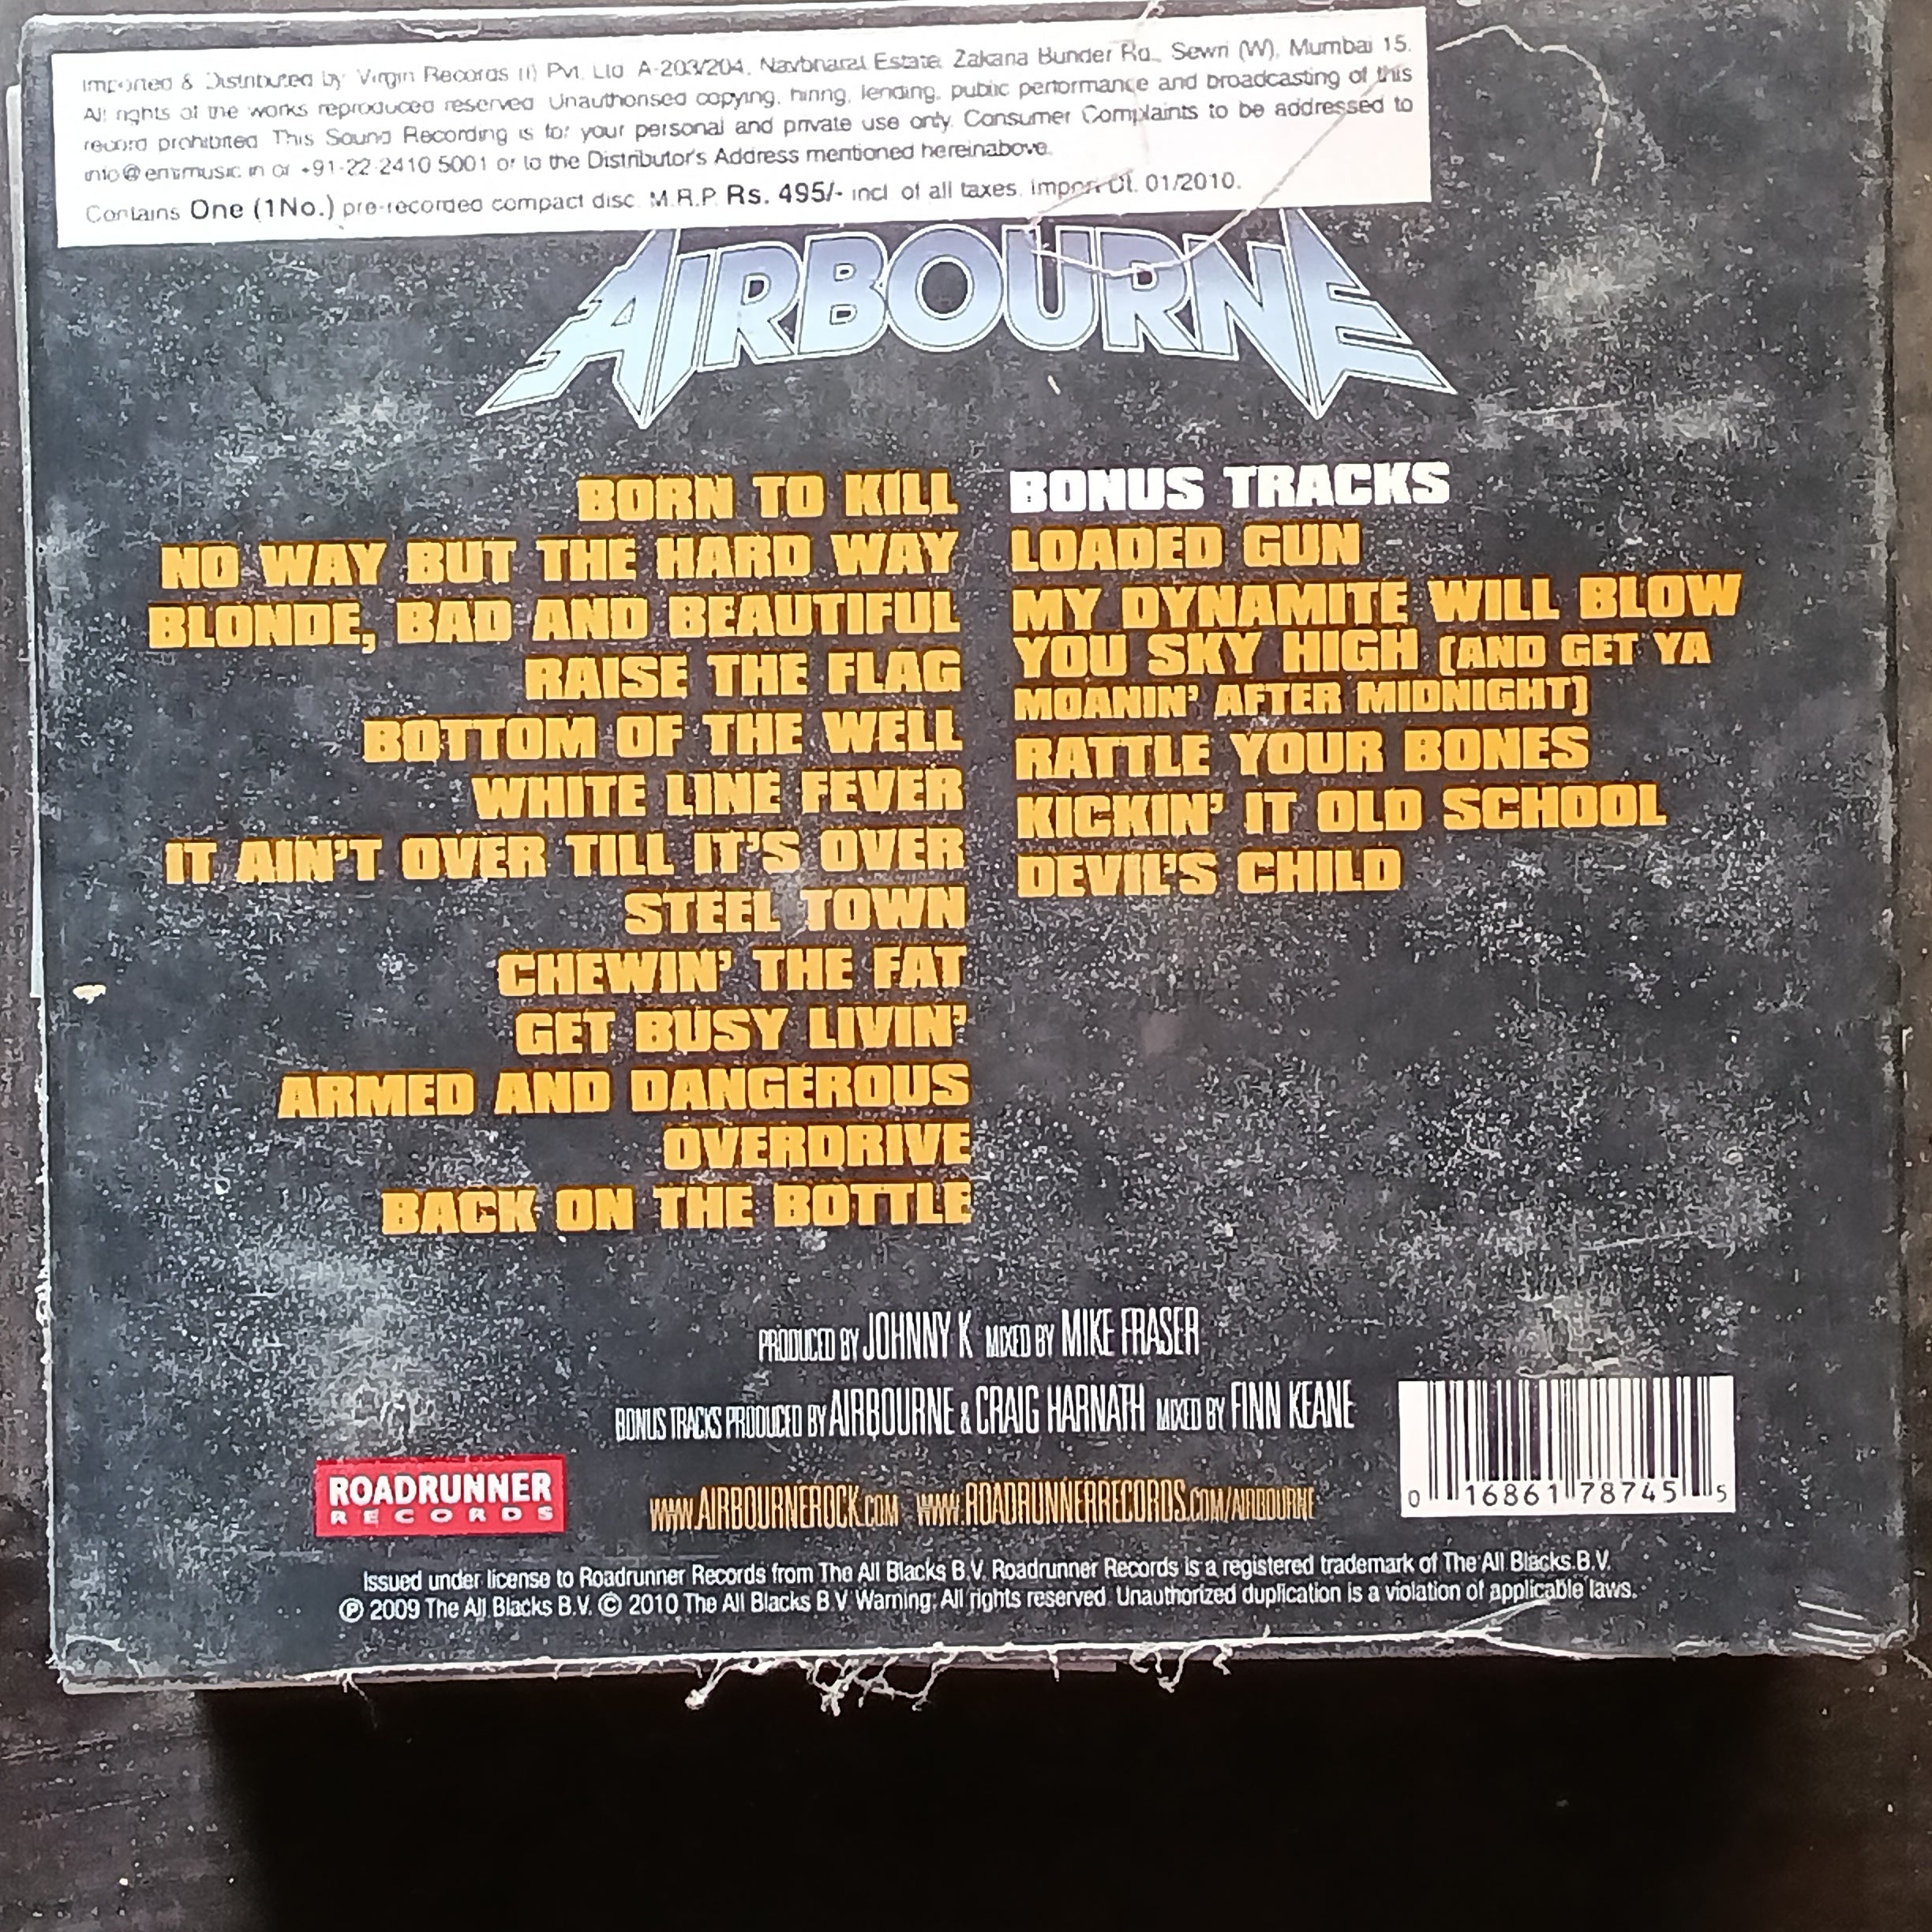 Imported & Distributed by: Virgin Records (I) Pvt. Ltd. A-203/204, Navbharat Estate, Zakaria Bunder Rd., Sewri (W), Mumbai 15.
All rights of the works reproduced reserved. Unauthorised copying, hiring, lending, public performance and broadcasting of this
record prohibited. This Sound Recording is for your personal and private use only. Consumer Complaints to be addressed to
info@emimusic.in or +91-22-2410 5001 or to the Distributor's Address mentioned hereinabove.
Contains One (1No.) pre-recorded compact disc. M.R.P. Rs. 495/- incl of all taxes. Import Dt. 01/2010.
AIRBOURNE
BORN TO KILL
NO WAY BUT THE HARD WAY
BLONDE, BAD AND BEAUTIFUL
RAISE THE FLAG
BOTTOM OF THE WELL
WHITE LINE FEVER
IT AIN'T OVER TILL IT'S OVER
STEEL TOWN
CHEWIN' THE FAT
GET BUSY LIVIN'
ARMED AND DANGEROUS
OVERDRIVE
BACK ON THE BOTTLE
BONUS TRACKS
LOADED GUN
MY DYNAMITE WILL BLOW
YOU SKY HIGH (AND GET YA
MOANIN' AFTER MIDNIGHT)
RATTLE YOUR BONES
KICKIN' IT OLD SCHOOL
DEVIL'S CHILD
PRODUCED BY JOHNNY K MIXED BY MIKE FRASER
BONUS TRACKS PRODUCED BY AIRBOURNE & CRAIG HARNATH MIXED BY FINN KEANE
ROADRUNNER
RECORDS
WWW.AIRBOURNEROCK.COM WWW.ROADRUNNERRECORDS.COM/AIRBOURNE
0 16861 78745 5
Issued under license to Roadrunner Records from The All Blacks B.V. Roadrunner Records is a registered trademark of The All Blacks B.V.
℗ 2009 The All Blacks B.V. © 2010 The All Blacks B.V Warning: All rights reserved. Unauthorized duplication is a violation of applicable laws.